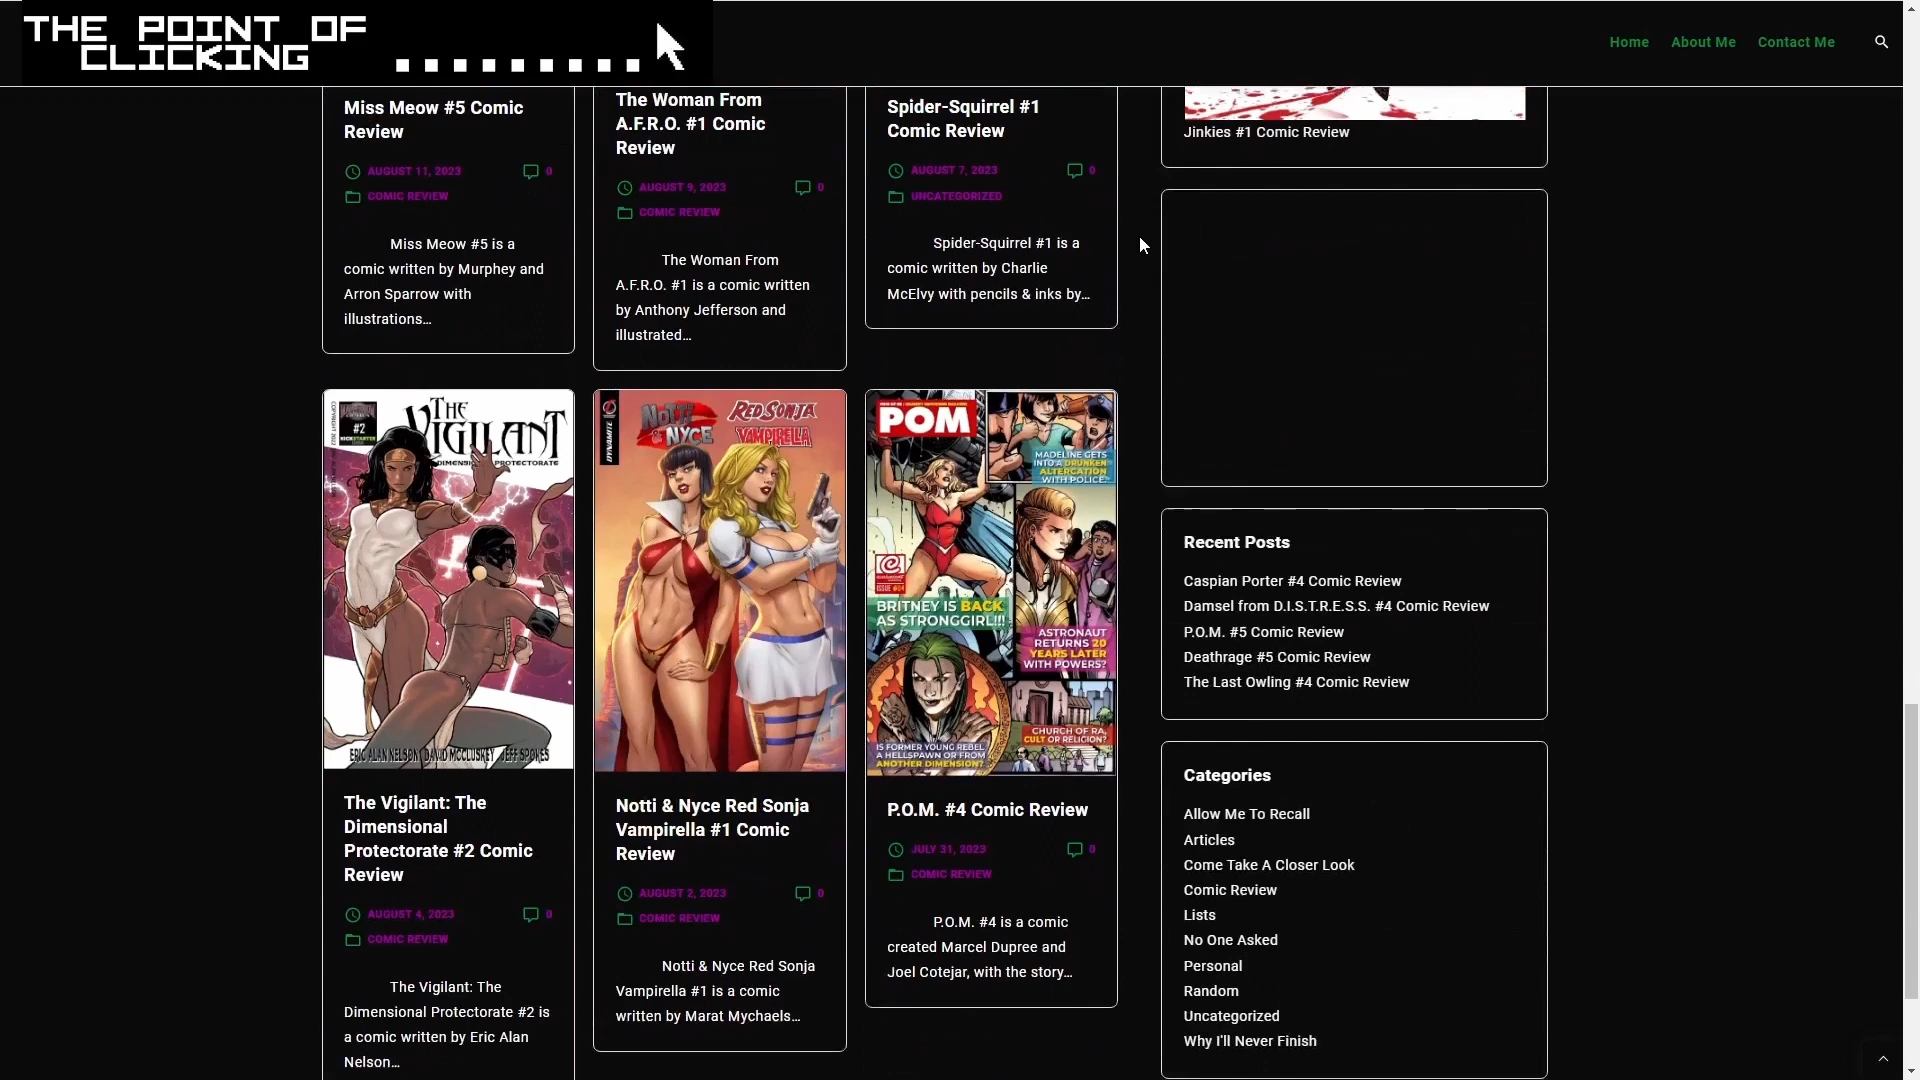 THE POINT OF
CLICKING
Home
About Me
Contact Me
Miss Meow #5 Comic
Review
AUGUST 11, 2023
0
COMIC REVIEW
Miss Meow #5 is a
comic written by Murphey and
Arron Sparrow with
illustrations…
The Woman From
A.F.R.O. #1 Comic
Review
AUGUST 9, 2023
0
COMIC REVIEW
The Woman From
A.F.R.O. #1 is a comic written
by Anthony Jefferson and
illustrated…
Spider-Squirrel #1
Comic Review
AUGUST 7, 2023
0
UNCATEGORIZED
Spider-Squirrel #1 is a
comic written by Charlie
McElvy with pencils & inks by…
THE
VIGILANT
DIMENSIONAL PROTECTORATE
#2
KICKSTARTER
ERIC ALAN NELSON DAVID MCCLUSKEY JEFF SPOKES
The Vigilant: The
Dimensional
Protectorate #2 Comic
Review
AUGUST 4, 2023
0
COMIC REVIEW
The Vigilant: The
Dimensional Protectorate #2 is
a comic written by Eric Alan
Nelson…
DYNAMITE
NOTTI
& NYCE
RED SONJA
VAMPIRELLA
Notti & Nyce Red Sonja
Vampirella #1 Comic
Review
AUGUST 2, 2023
0
COMIC REVIEW
Notti & Nyce Red Sonja
Vampirella #1 is a comic
written by Marat Mychaels…
POM
MADELINE GETS
INTO A DRUNKEN
ALTERCATION
WITH POLICE!
ISSUE #04
BRITNEY IS BACK
AS STRONGGIRL!!!
ASTRONAUT
RETURNS 20
YEARS LATER
WITH POWERS?
CHURCH OF RA,
CULT OR RELIGION?
IS FORMER YOUNG REBEL
A HELLSPAWN OR FROM
ANOTHER DIMENSION?
P.O.M. #4 Comic Review
JULY 31, 2023
0
COMIC REVIEW
P.O.M. #4 is a comic
created Marcel Dupree and
Joel Cotejar, with the story…
Jinkies #1 Comic Review
Recent Posts
Caspian Porter #4 Comic Review
Damsel from D.I.S.T.R.E.S.S. #4 Comic Review
P.O.M. #5 Comic Review
Deathrage #5 Comic Review
The Last Owling #4 Comic Review
Categories
Allow Me To Recall
Articles
Come Take A Closer Look
Comic Review
Lists
No One Asked
Personal
Random
Uncategorized
Why I'll Never Finish